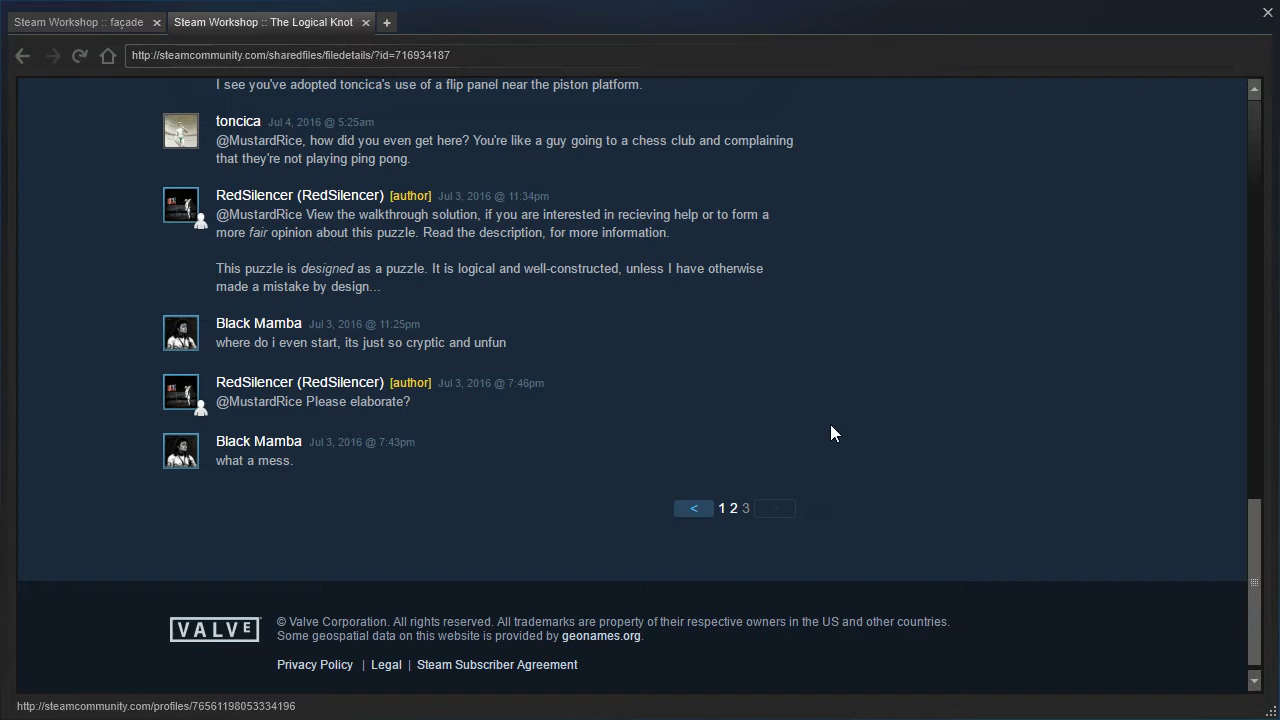 Steam Workshop :: façade
Steam Workshop :: The Logical Knot
http://steamcommunity.com/sharedfiles/filedetails/?id=716934187
I see you've adopted toncica's use of a flip panel near the piston platform.
toncica Jul 4, 2016 @ 5:25am
@MustardRice, how did you even get here? You're like a guy going to a chess club and complaining
that they're not playing ping pong.
RedSilencer (RedSilencer) [author] Jul 3, 2016 @ 11:34pm
@MustardRice View the walkthrough solution, if you are interested in recieving help or to form a
more fair opinion about this puzzle. Read the description, for more information.
This puzzle is designed as a puzzle. It is logical and well-constructed, unless I have otherwise
made a mistake by design...
Black Mamba Jul 3, 2016 @ 11:25pm
where do i even start, its just so cryptic and unfun
RedSilencer (RedSilencer) [author] Jul 3, 2016 @ 7:46pm
@MustardRice Please elaborate?
Black Mamba Jul 3, 2016 @ 7:43pm
what a mess.
< 1 2 3 >
VALVE
© Valve Corporation. All rights reserved. All trademarks are property of their respective owners in the US and other countries.
Some geospatial data on this website is provided by geonames.org.
Privacy Policy | Legal | Steam Subscriber Agreement
http://steamcommunity.com/profiles/76561198053334196